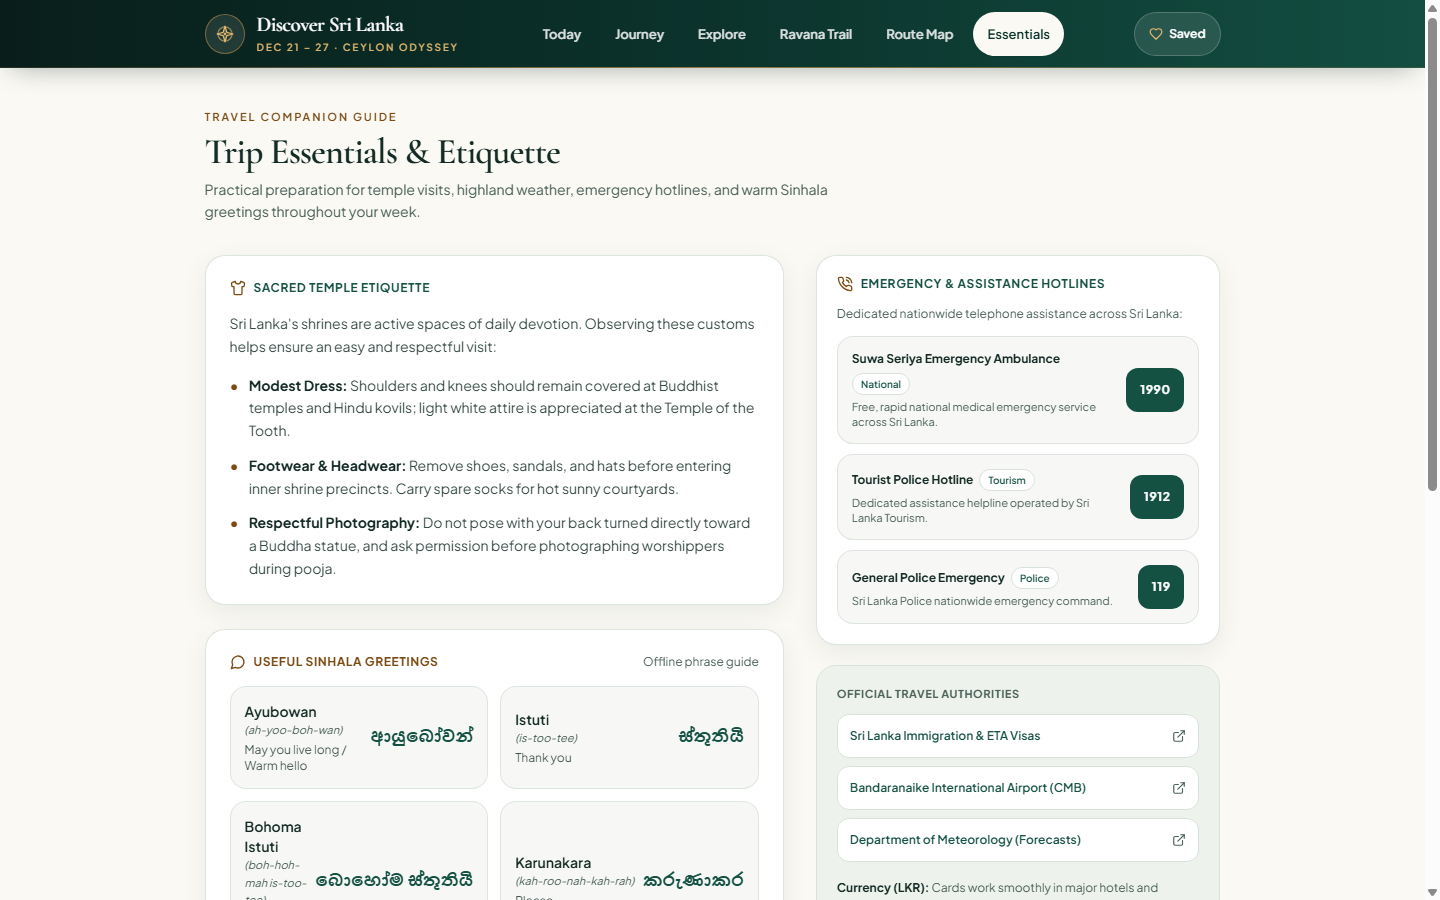 Discover Sri Lanka
DEC 21 – 27 · CEYLON ODYSSEY
Today
Journey
Explore
Ravana Trail
Route Map
Essentials
Saved
TRAVEL COMPANION GUIDE
Trip Essentials & Etiquette
Practical preparation for temple visits, highland weather, emergency hotlines, and warm Sinhala
greetings throughout your week.
SACRED TEMPLE ETIQUETTE
Sri Lanka's shrines are active spaces of daily devotion. Observing these customs
helps ensure an easy and respectful visit:
Modest Dress: Shoulders and knees should remain covered at Buddhist
temples and Hindu kovils; light white attire is appreciated at the Temple of the
Tooth.
Footwear & Headwear: Remove shoes, sandals, and hats before entering
inner shrine precincts. Carry spare socks for hot sunny courtyards.
Respectful Photography: Do not pose with your back turned directly toward
a Buddha statue, and ask permission before photographing worshippers
during pooja.
USEFUL SINHALA GREETINGS
Offline phrase guide
Ayubowan
(ah-yoo-boh-wan)
May you live long /
Warm hello
ආයුබෝවන්
Istuti
(is-too-tee)
Thank you
ස්තූතියි
Bohoma
Istuti
(boh-hoh-
mah is-too-
tee)
බොහෝම ස්තූතියි
Karunakara
(kah-roo-nah-kah-rah)
Please
කරුණාකර
EMERGENCY & ASSISTANCE HOTLINES
Dedicated nationwide telephone assistance across Sri Lanka:
Suwa Seriya Emergency Ambulance
National
Free, rapid national medical emergency service
across Sri Lanka.
1990
Tourist Police Hotline
Tourism
Dedicated assistance helpline operated by Sri
Lanka Tourism.
1912
General Police Emergency
Police
Sri Lanka Police nationwide emergency command.
119
OFFICIAL TRAVEL AUTHORITIES
Sri Lanka Immigration & ETA Visas
Bandaranaike International Airport (CMB)
Department of Meteorology (Forecasts)
Currency (LKR): Cards work smoothly in major hotels and